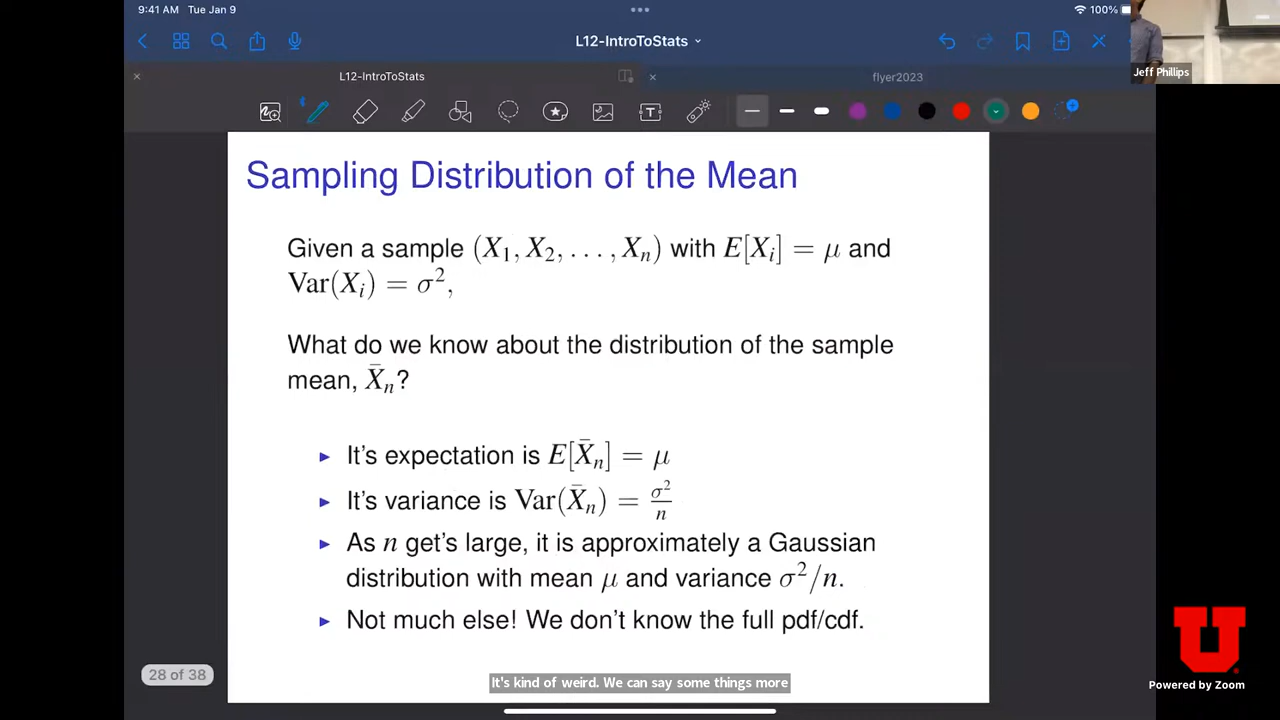 9:41 AM Tue Jan 9
100%
L12-IntroToStats
L12-IntroToStats
flyer2023
Jeff Phillips
T
Sampling Distribution of the Mean
Given a sample (X₁, X₂, . . . , Xₙ) with E[Xᵢ] = μ and
Var(Xᵢ) = σ²,
What do we know about the distribution of the sample
mean, X̄ₙ?
▶ It's expectation is E[X̄ₙ] = μ
▶ It's variance is Var(X̄ₙ) = σ²/n
▶ As n get's large, it is approximately a Gaussian
distribution with mean μ and variance σ²/n.
▶ Not much else! We don't know the full pdf/cdf.
28 of 38
It's kind of weird. We can say some things more
U
Powered by Zoom